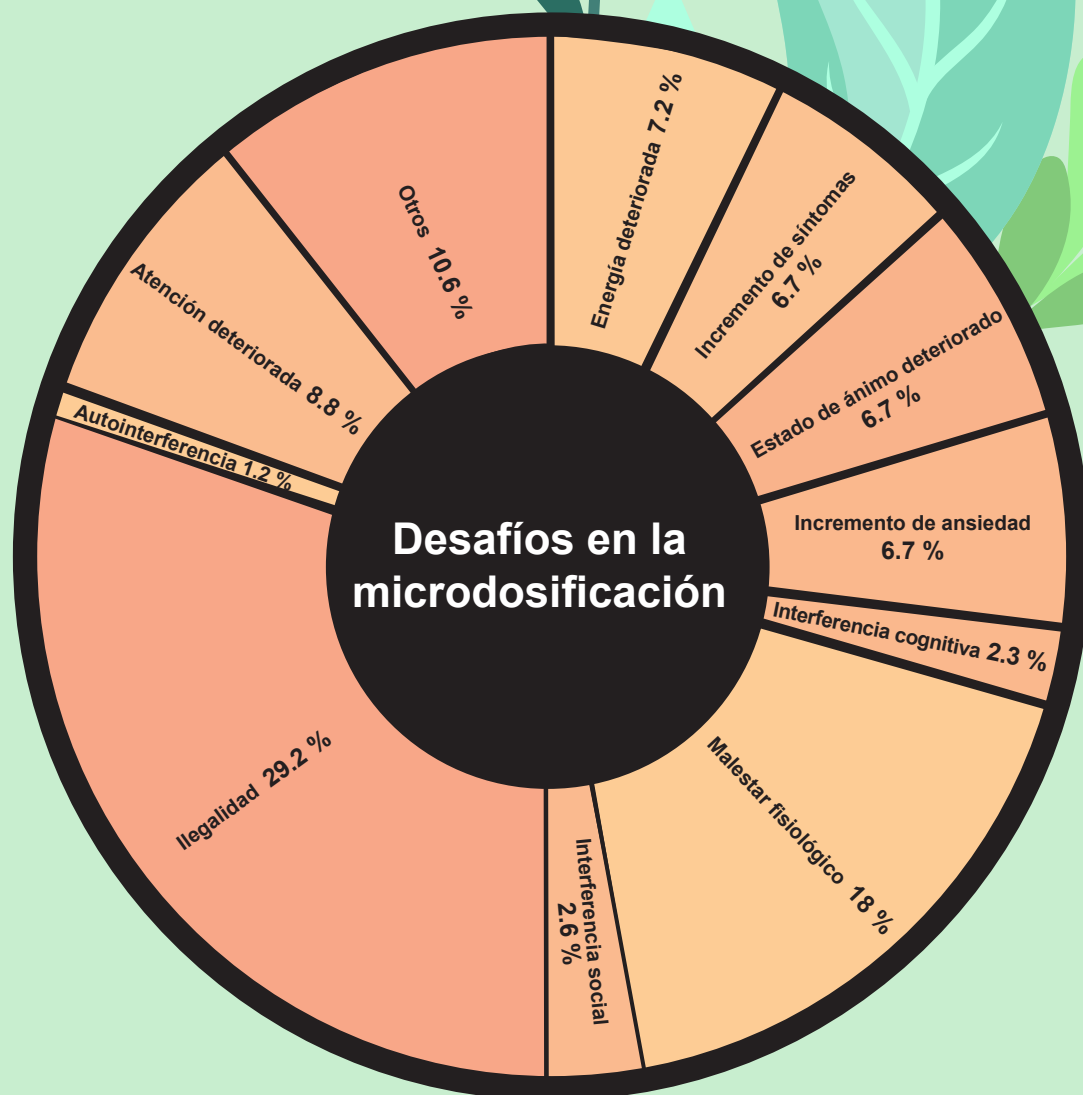 Desafíos en la
microdosificación
Energía deteriorada 7.2 %
Incremento de síntomas
6.7 %
Estado de ánimo deteriorado
6.7 %
Incremento de ansiedad
6.7 %
Interferencia cognitiva 2.3 %
Malestar fisiológico 18 %
Interferencia social
2.6 %
Ilegalidad 29.2 %
Autointerferencia 1.2 %
Atención deteriorada 8.8 %
Otros 10.6 %